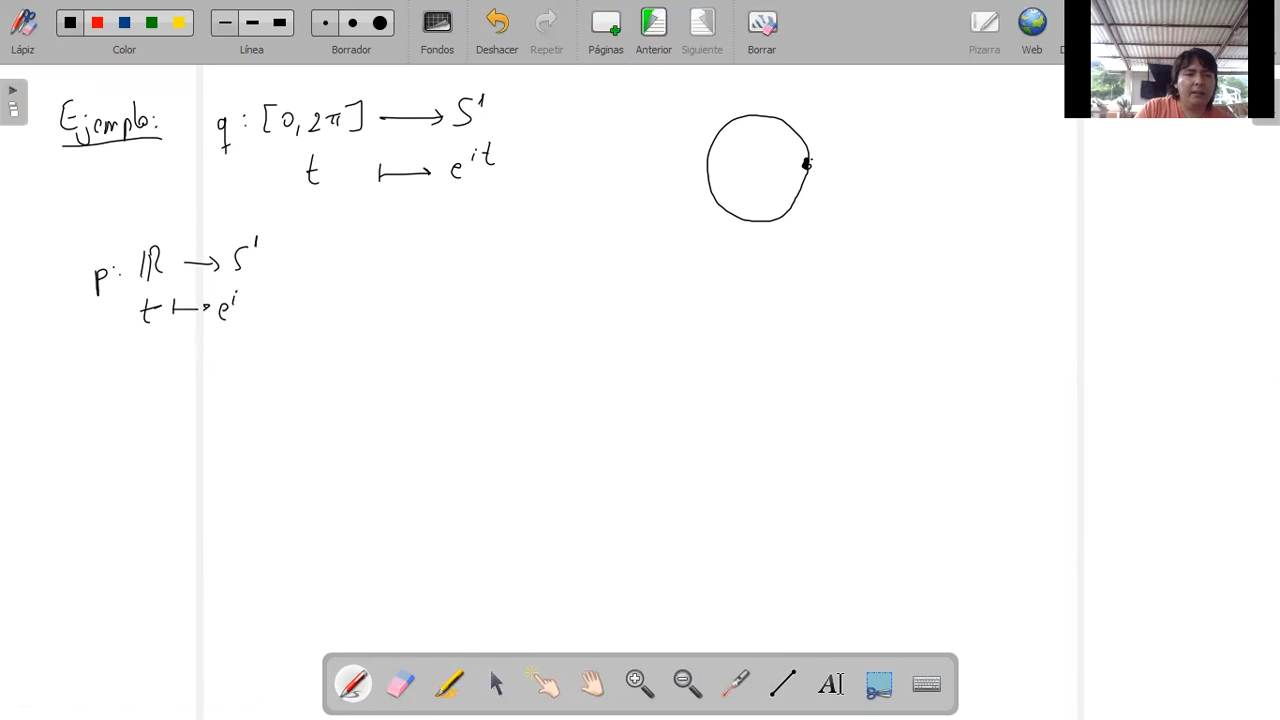 Lápiz Color Línea Borrador Fondos Deshacer Repetir Páginas Anterior Siguiente Borrar Pizarra Web
Ejemplo: q : [0, 2π] ⟶ S¹
t ⟼ e^{it}
p: ℝ → S¹
t ↦ e^i